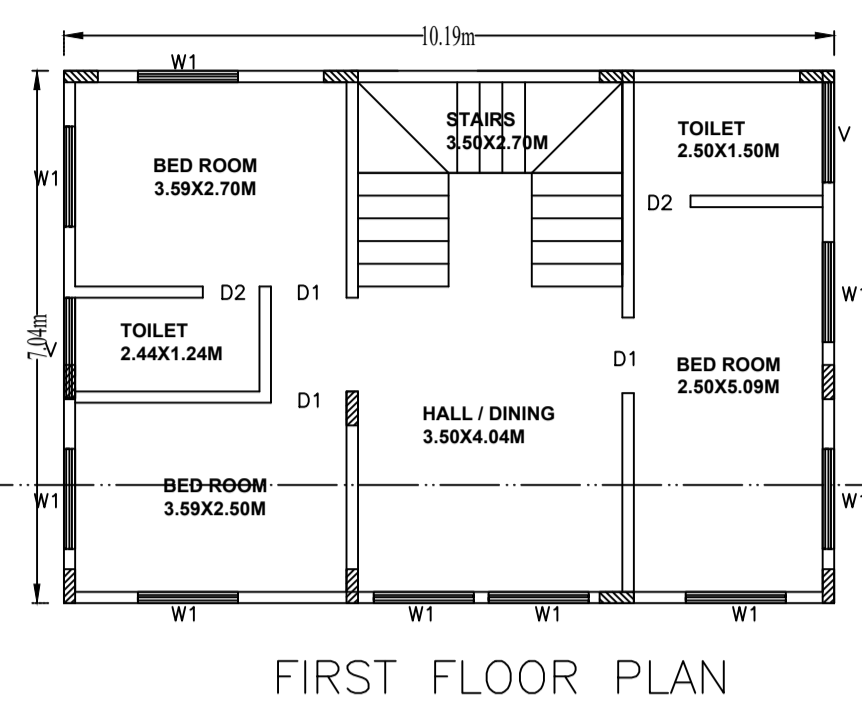 10.19m
W1
STAIRS
3.50X2.70M
TOILET
2.50X1.50M
V
W1
BED ROOM
3.59X2.70M
D2
D2
D1
W1
7.04m
V
TOILET
2.44X1.24M
D1
BED ROOM
2.50X5.09M
D1
HALL / DINING
3.50X4.04M
W1
BED ROOM
3.59X2.50M
W1
W1
W1
W1
W1
FIRST FLOOR PLAN